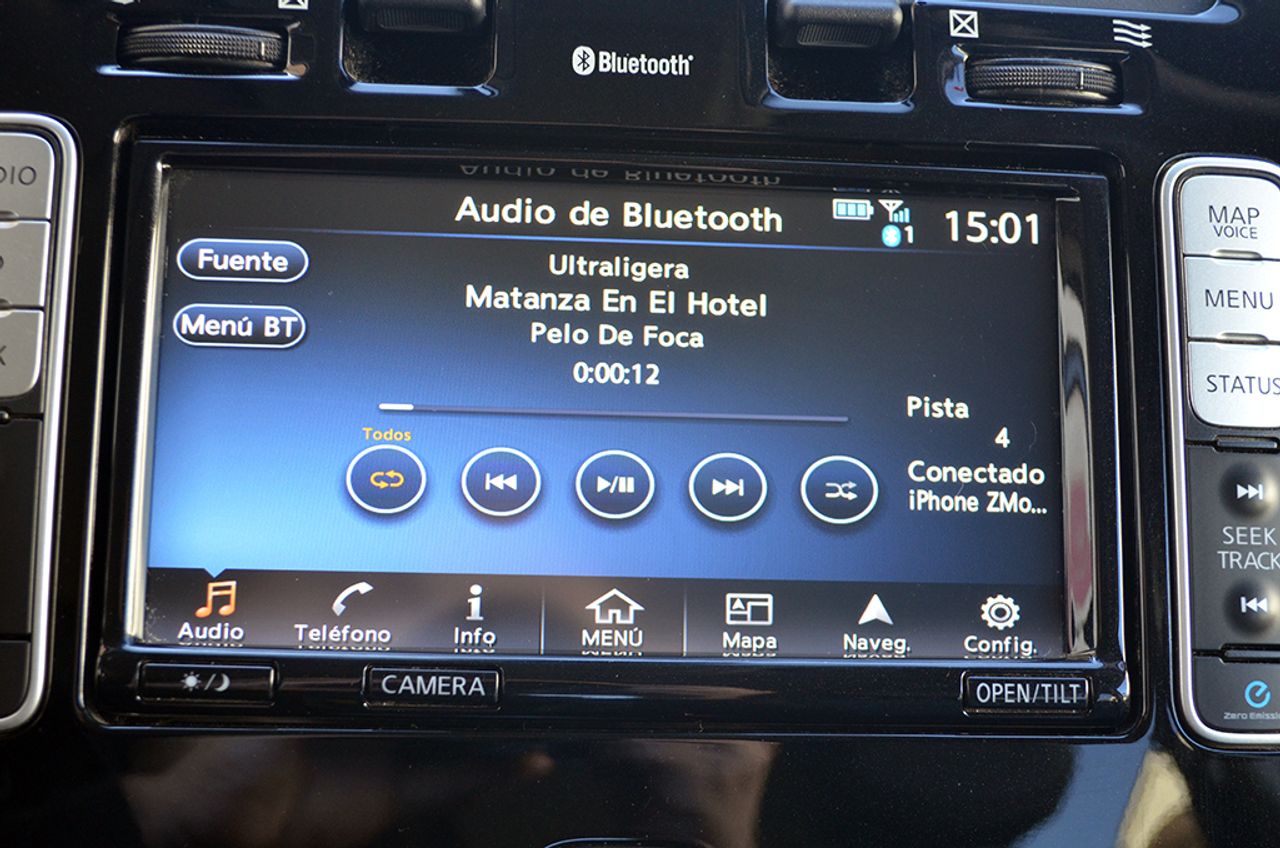 Bluetooth
Audio de Bluetooth
1
15:01
Fuente
Menú BT
Ultraligera
Matanza En El Hotel
Pelo De Foca
0:00:12
Todos
Pista
4
Conectado
iPhone ZMo...
Audio
Teléfono
Info
MENÚ
Mapa
Naveg.
Config.
CAMERA
OPEN/TILT
MAP
VOICE
MENU
STATUS
SEEK
TRACK